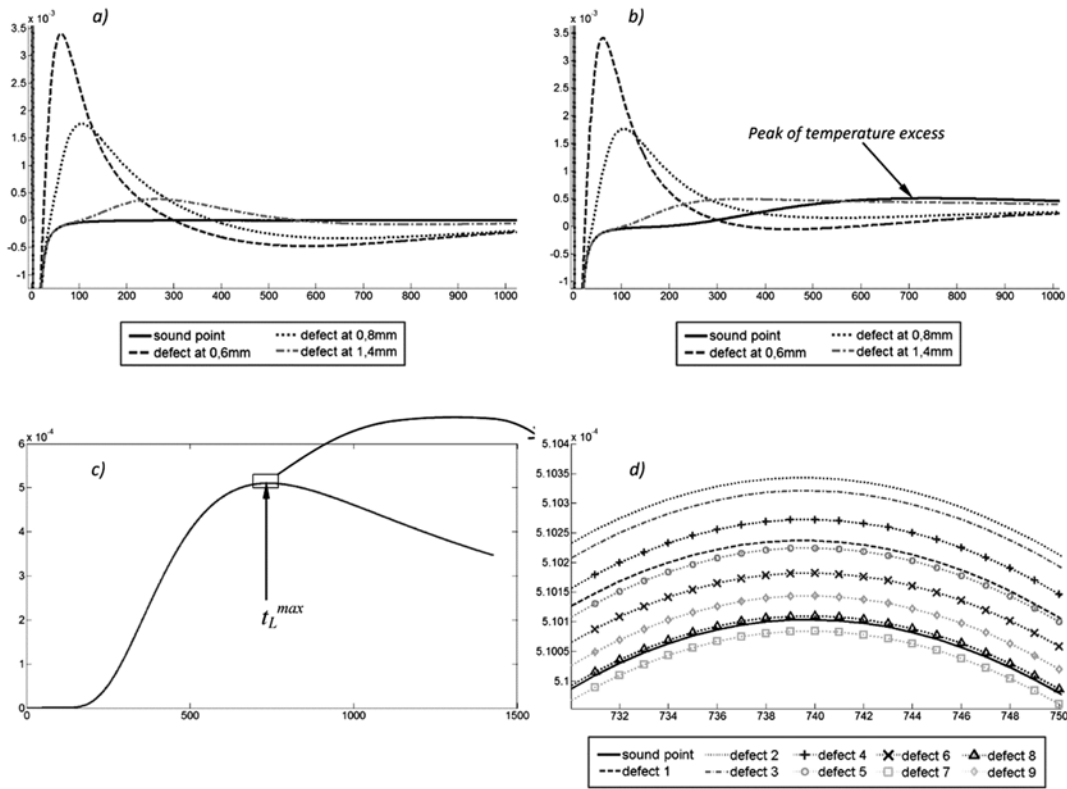 x 10⁻³
a)
3.5
3
2.5
2
1.5
1
0.5
0
-0.5
-1
0 100 200 300 400 500 600 700 800 900 1000
sound point defect at 0,8mm
defect at 0,6mm defect at 1,4mm
x 10⁻³
b)
3.5
3
2.5
2
1.5
1
0.5
0
-0.5
-1
Peak of temperature excess
0 100 200 300 400 500 600 700 800 900 1000
sound point defect at 0,8mm
defect at 0,6mm defect at 1,4mm
x 10⁻⁴
c)
6
5
4
3
2
1
0
t_L^max
0 500 1000 1500
x 10⁻⁴
d)
5.104
5.1035
5.103
5.1025
5.102
5.1015
5.101
5.1005
5.1
732 734 736 738 740 742 744 746 748 750
sound point defect 2 defect 4 defect 6 defect 8
defect 1 defect 3 defect 5 defect 7 defect 9